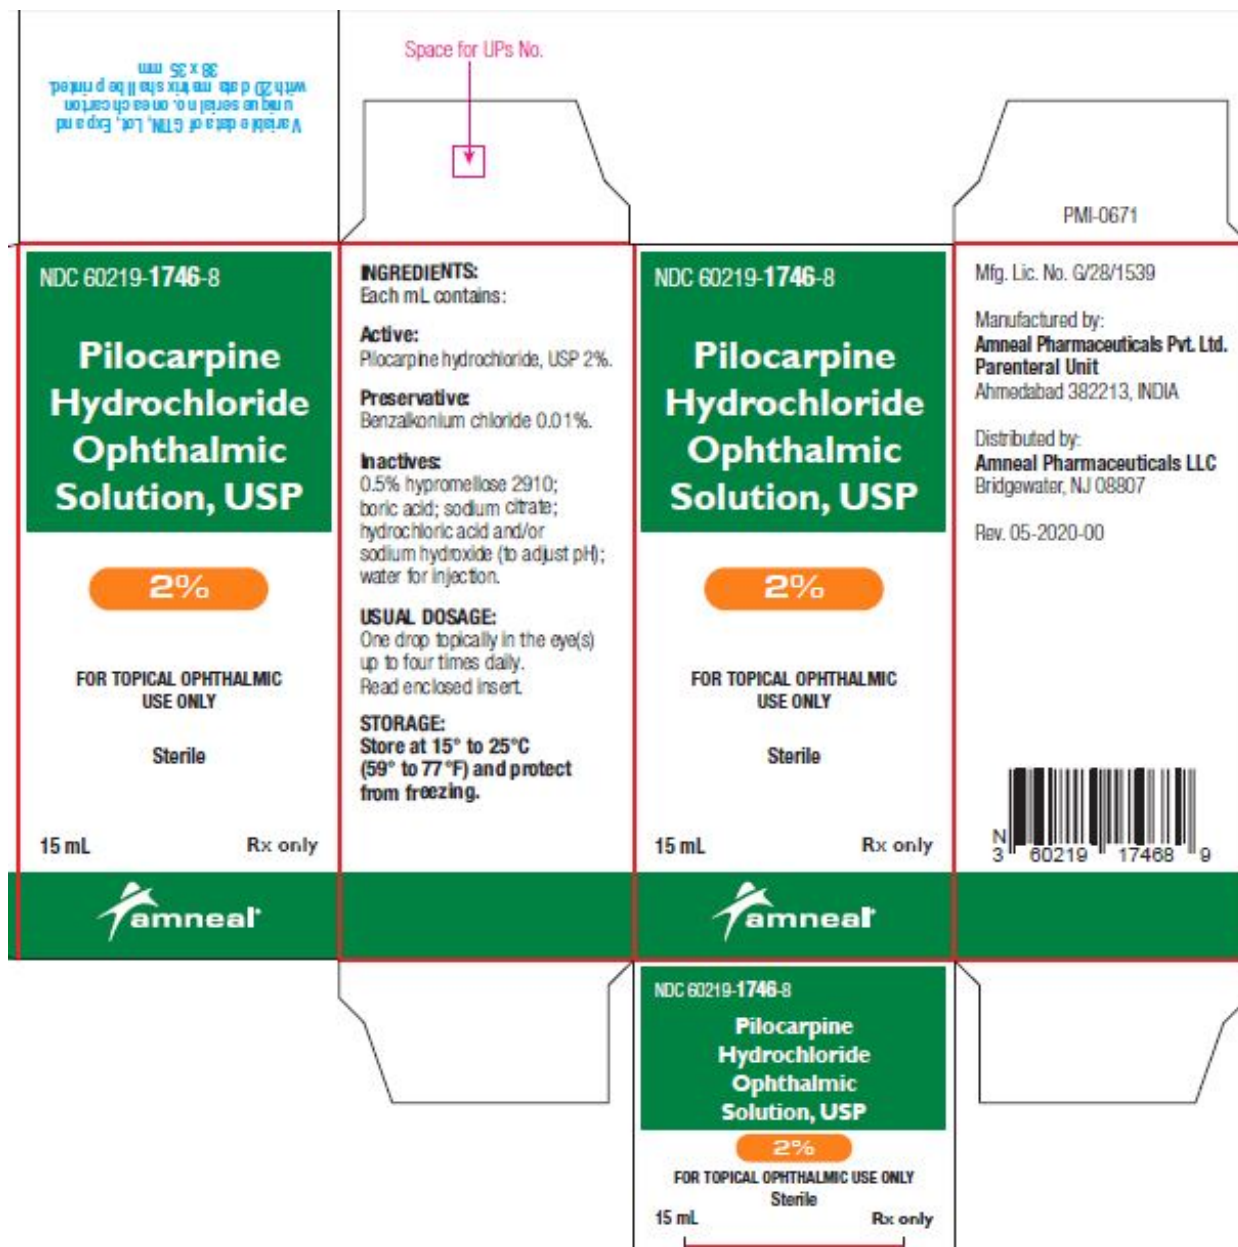 Space for UPs No.
Variable data of GTIN, Lot, Exp and
unique serial no. on each carton
with 2D data matrix shall be printed.
38 x 35 mm
PMI-0671
NDC 60219-1746-8
Pilocarpine
Hydrochloride
Ophthalmic
Solution, USP
2%
FOR TOPICAL OPHTHALMIC
USE ONLY
Sterile
15 mL
Rx only
amneal
INGREDIENTS:
Each mL contains:
Active:
Pilocarpine hydrochloride, USP 2%.
Preservative:
Benzalkonium chloride 0.01%.
Inactives:
0.5% hypromellose 2910;
boric acid; sodium citrate;
hydrochloric acid and/or
sodium hydroxide (to adjust pH);
water for injection.
USUAL DOSAGE:
One drop topically in the eye(s)
up to four times daily.
Read enclosed insert.
STORAGE:
Store at 15° to 25°C
(59° to 77°F) and protect
from freezing.
NDC 60219-1746-8
Pilocarpine
Hydrochloride
Ophthalmic
Solution, USP
2%
FOR TOPICAL OPHTHALMIC
USE ONLY
Sterile
15 mL
Rx only
amneal
Mfg. Lic. No. G/28/1539
Manufactured by:
Amneal Pharmaceuticals Pvt. Ltd.
Parenteral Unit
Ahmedabad 382213, INDIA
Distributed by:
Amneal Pharmaceuticals LLC
Bridgewater, NJ 08807
Rev. 05-2020-00
N
3 60219 17468 9
NDC 60219-1746-8
Pilocarpine
Hydrochloride
Ophthalmic
Solution, USP
2%
FOR TOPICAL OPHTHALMIC USE ONLY
Sterile
15 mL
Rx only